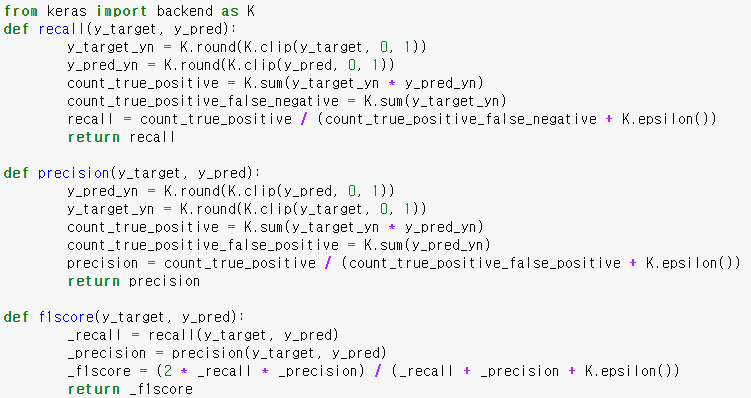 from keras import backend as K
def recall(y_target, y_pred):
y_target_yn = K.round(K.clip(y_target, 0, 1))
y_pred_yn = K.round(K.clip(y_pred, 0, 1))
count_true_positive = K.sum(y_target_yn * y_pred_yn)
count_true_positive_false_negative = K.sum(y_target_yn)
recall = count_true_positive / (count_true_positive_false_negative + K.epsilon())
return recall
def precision(y_target, y_pred):
y_pred_yn = K.round(K.clip(y_pred, 0, 1))
y_target_yn = K.round(K.clip(y_target, 0, 1))
count_true_positive = K.sum(y_target_yn * y_pred_yn)
count_true_positive_false_positive = K.sum(y_pred_yn)
precision = count_true_positive / (count_true_positive_false_positive + K.epsilon())
return precision
def f1score(y_target, y_pred):
_recall = recall(y_target, y_pred)
_precision = precision(y_target, y_pred)
_f1score = (2 * _recall * _precision) / (_recall + _precision + K.epsilon())
return _f1score